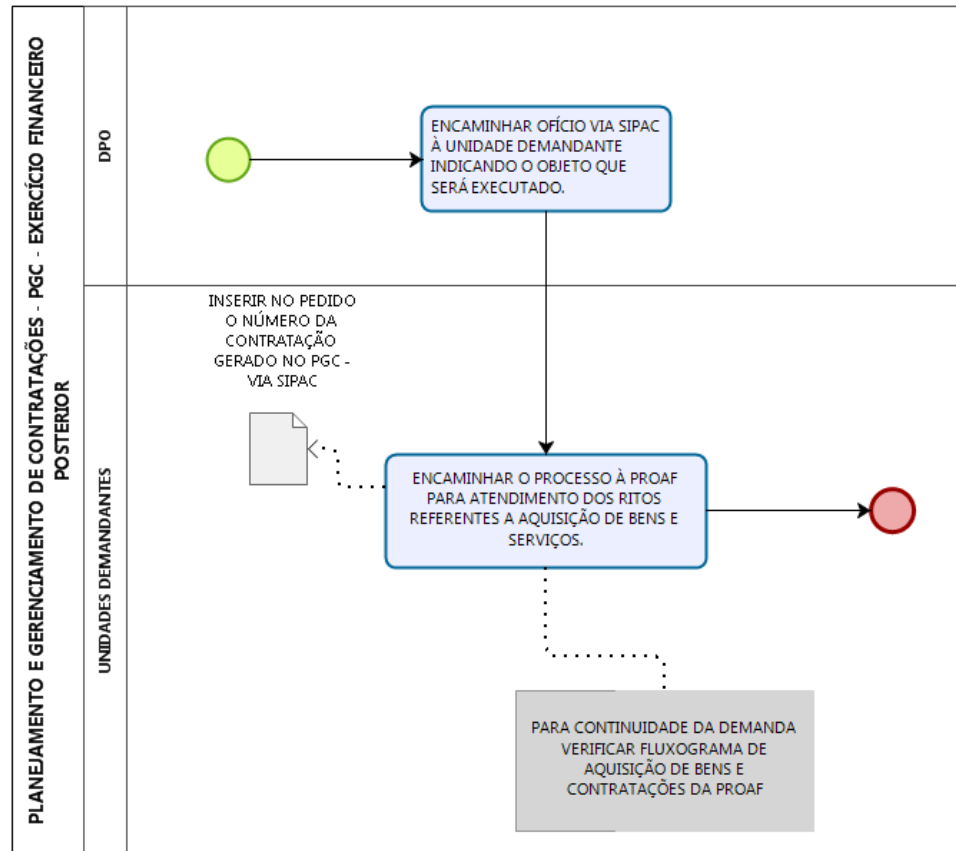 PLANEJAMENTO E GERENCIAMENTO DE CONTRATAÇÕES - PGC - EXERCÍCIO FINANCEIRO
POSTERIOR
DPO
ENCAMINHAR OFÍCIO VIA SIPAC
À UNIDADE DEMANDANTE
INDICANDO O OBJETO QUE
SERÁ EXECUTADO.
UNIDADES DEMANDANTES
INSERIR NO PEDIDO
O NÚMERO DA
CONTRATAÇÃO
GERADO NO PGC -
VIA SIPAC
ENCAMINHAR O PROCESSO À PROAF
PARA ATENDIMENTO DOS RITOS
REFERENTES A AQUISIÇÃO DE BENS E
SERVIÇOS.
PARA CONTINUIDADE DA DEMANDA
VERIFICAR FLUXOGRAMA DE
AQUISIÇÃO DE BENS E
CONTRATAÇÕES DA PROAF